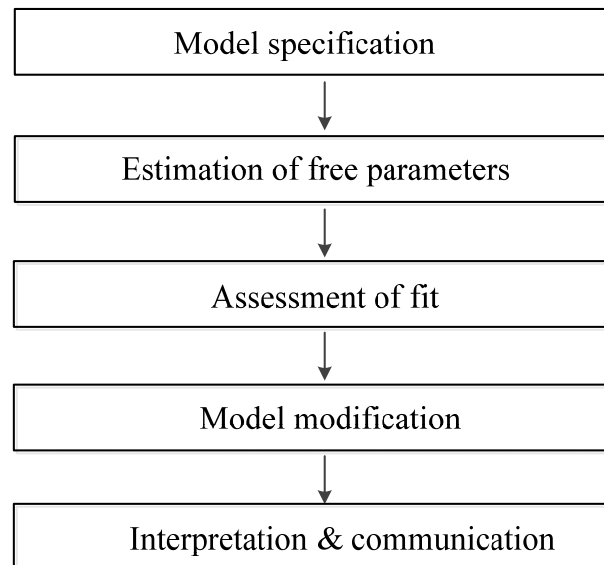 Model specification
Estimation of free parameters
Assessment of fit
Model modification
Interpretation & communication